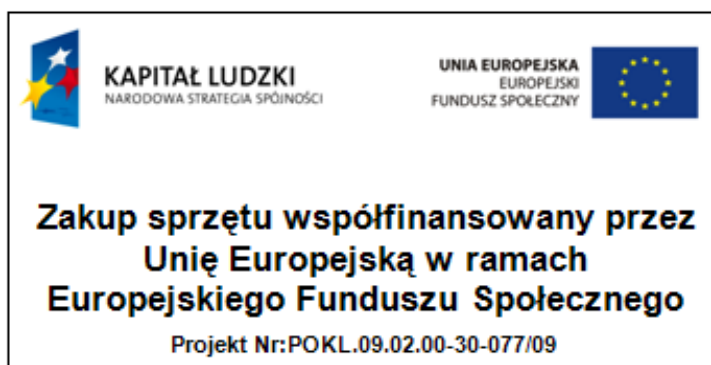 KAPITAŁ LUDZKI
NARODOWA STRATEGIA SPÓJNOŚCI
UNIA EUROPEJSKA
EUROPEJSKI
FUNDUSZ SPOŁECZNY
Zakup sprzętu współfinansowany przez
Unię Europejską w ramach
Europejskiego Funduszu Społecznego
Projekt Nr:POKL.09.02.00-30-077/09